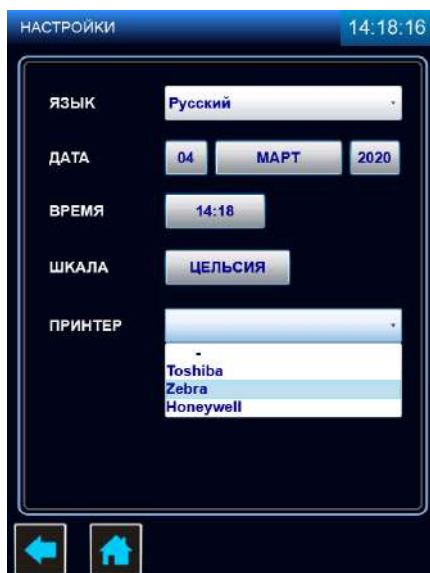 НАСТРОЙКИ 14:18:16
ЯЗЫК Русский
ДАТА 04 МАРТ 2020
ВРЕМЯ 14:18
ШКАЛА ЦЕЛЬСИЯ
ПРИНТЕР
-
Toshiba
Zebra
Honeywell